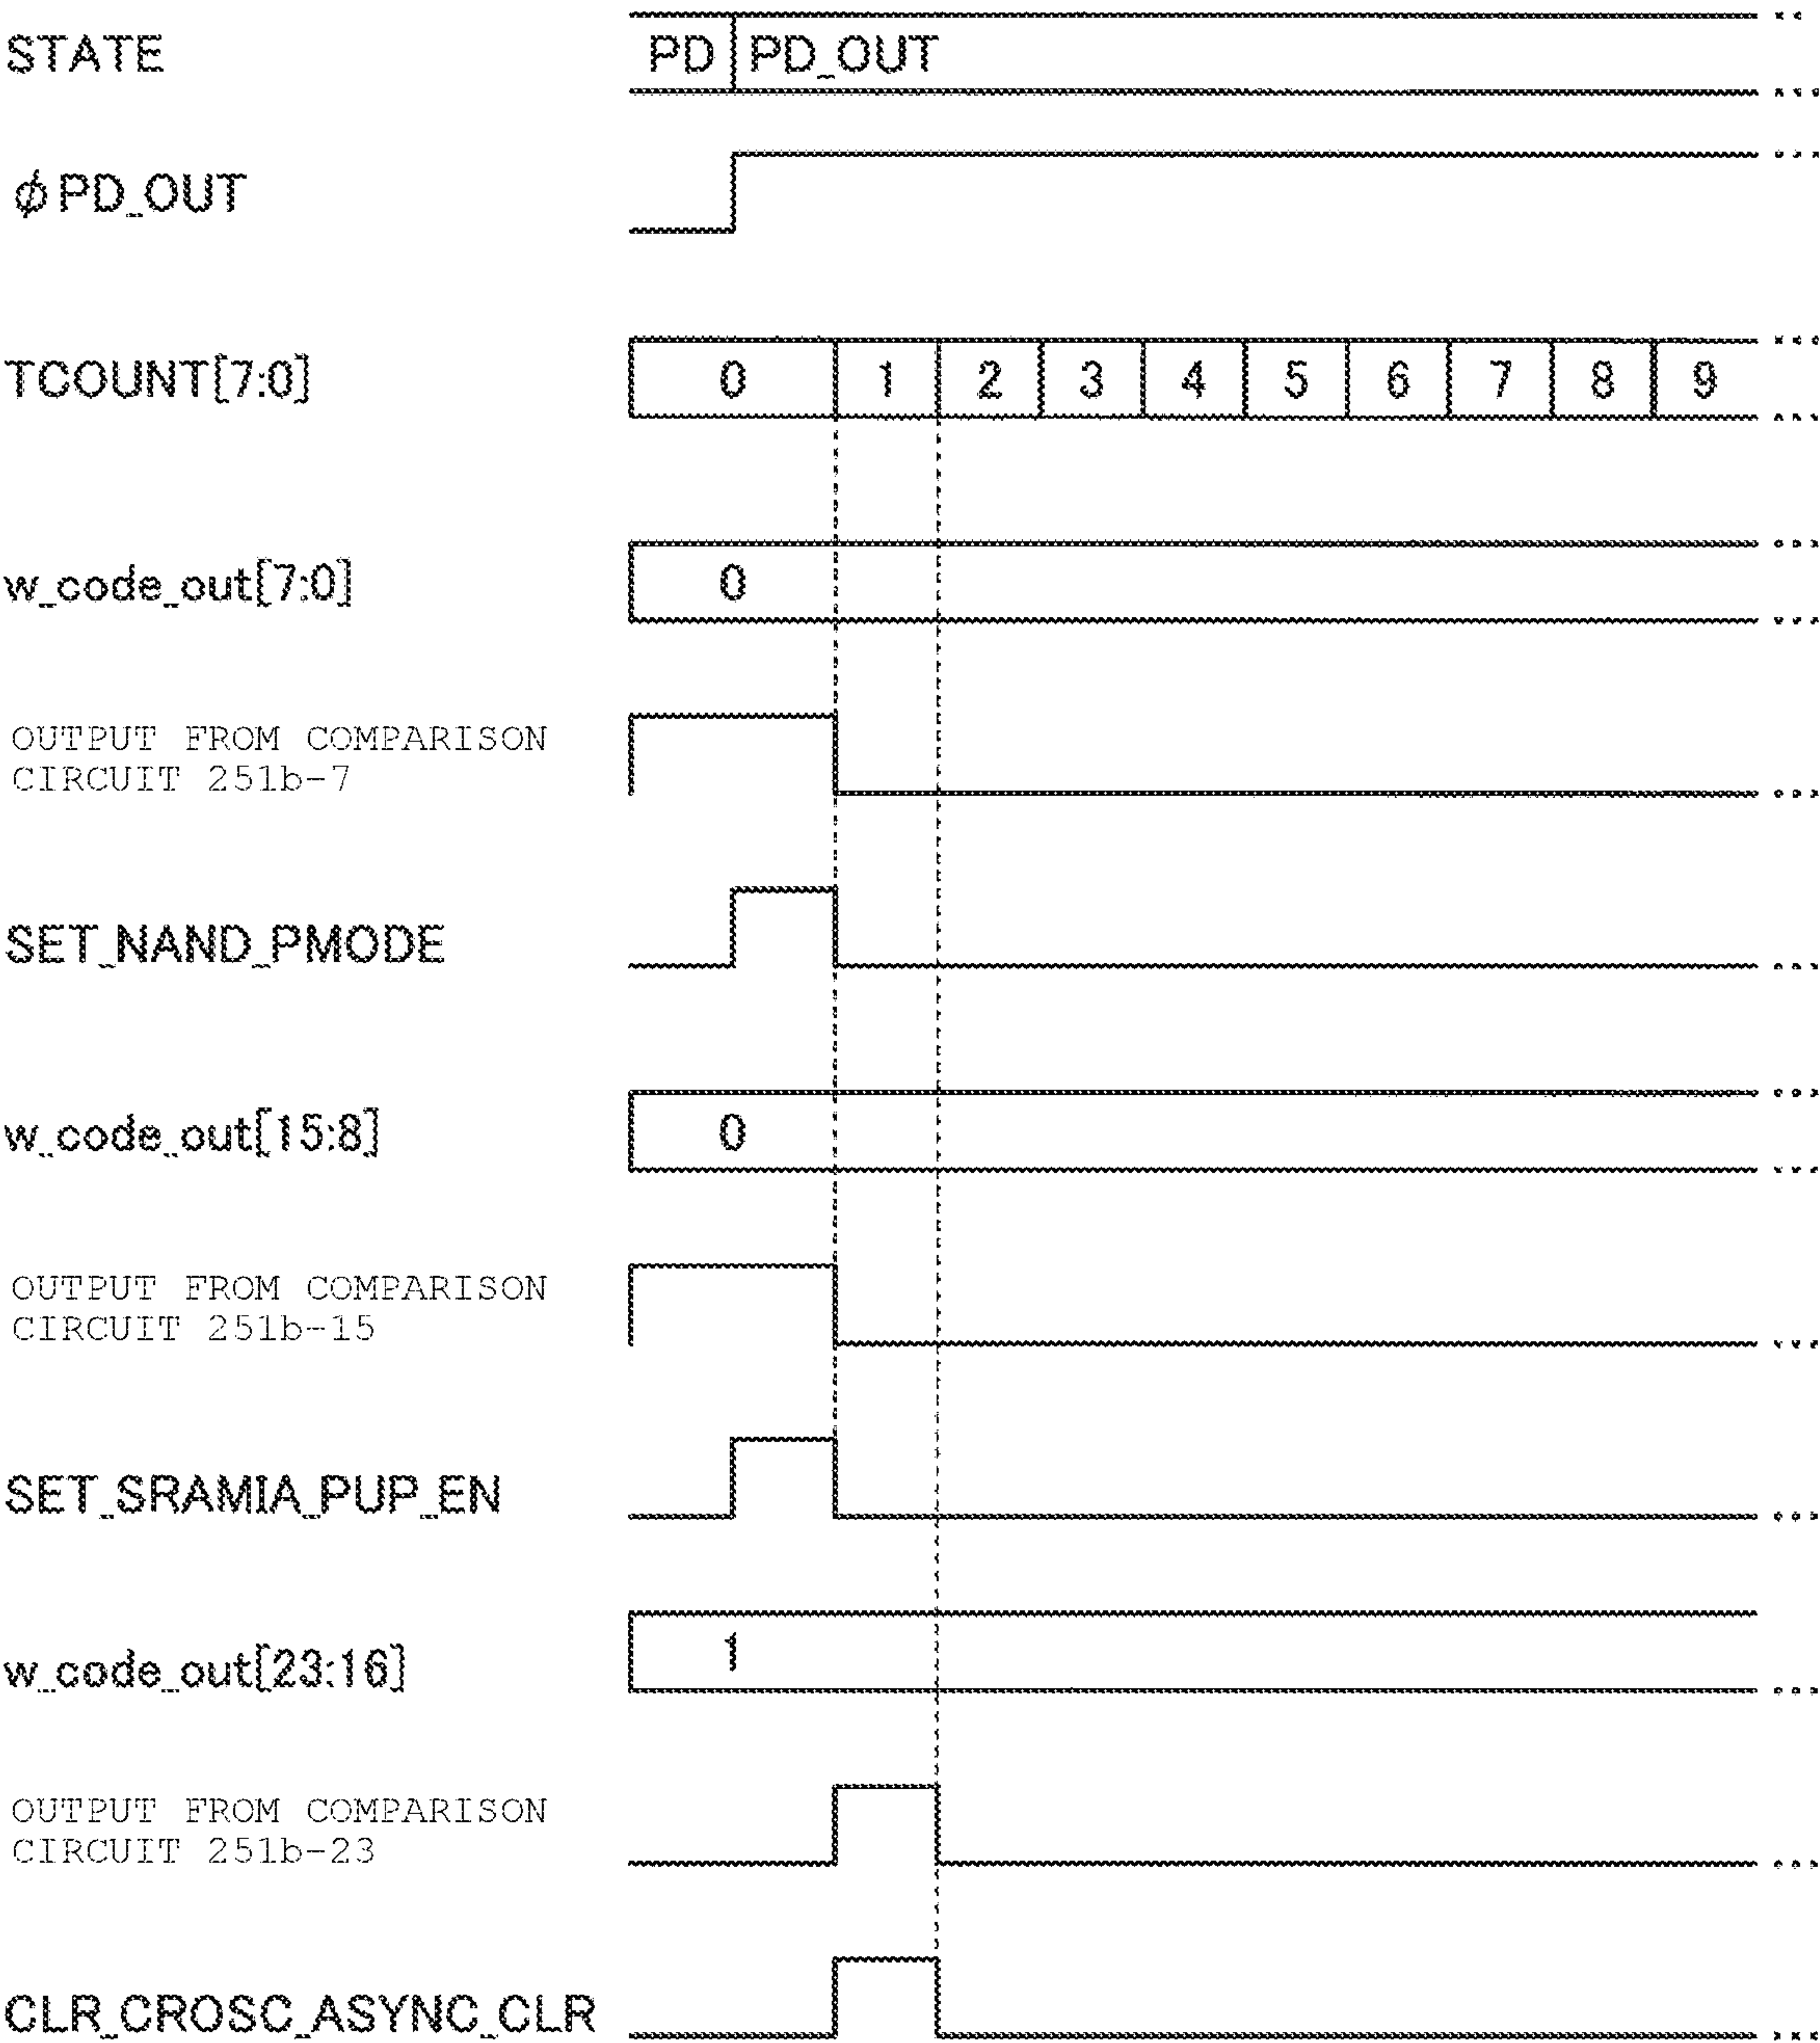 STATE PD PD_OUT
φPD_OUT
TCOUNT[7:0] 0 1 2 3 4 5 6 7 8 9
w_code_out[7:0] 0
OUTPUT FROM COMPARISON
CIRCUIT 251b-7
SET_NAND_PMODE
w_code_out[15:8] 0
OUTPUT FROM COMPARISON
CIRCUIT 251b-15
SET_SRAMIA_PUP_EN
w_code_out[23:16] 1
OUTPUT FROM COMPARISON
CIRCUIT 251b-23
CLR_CROSC_ASYNC_CLR